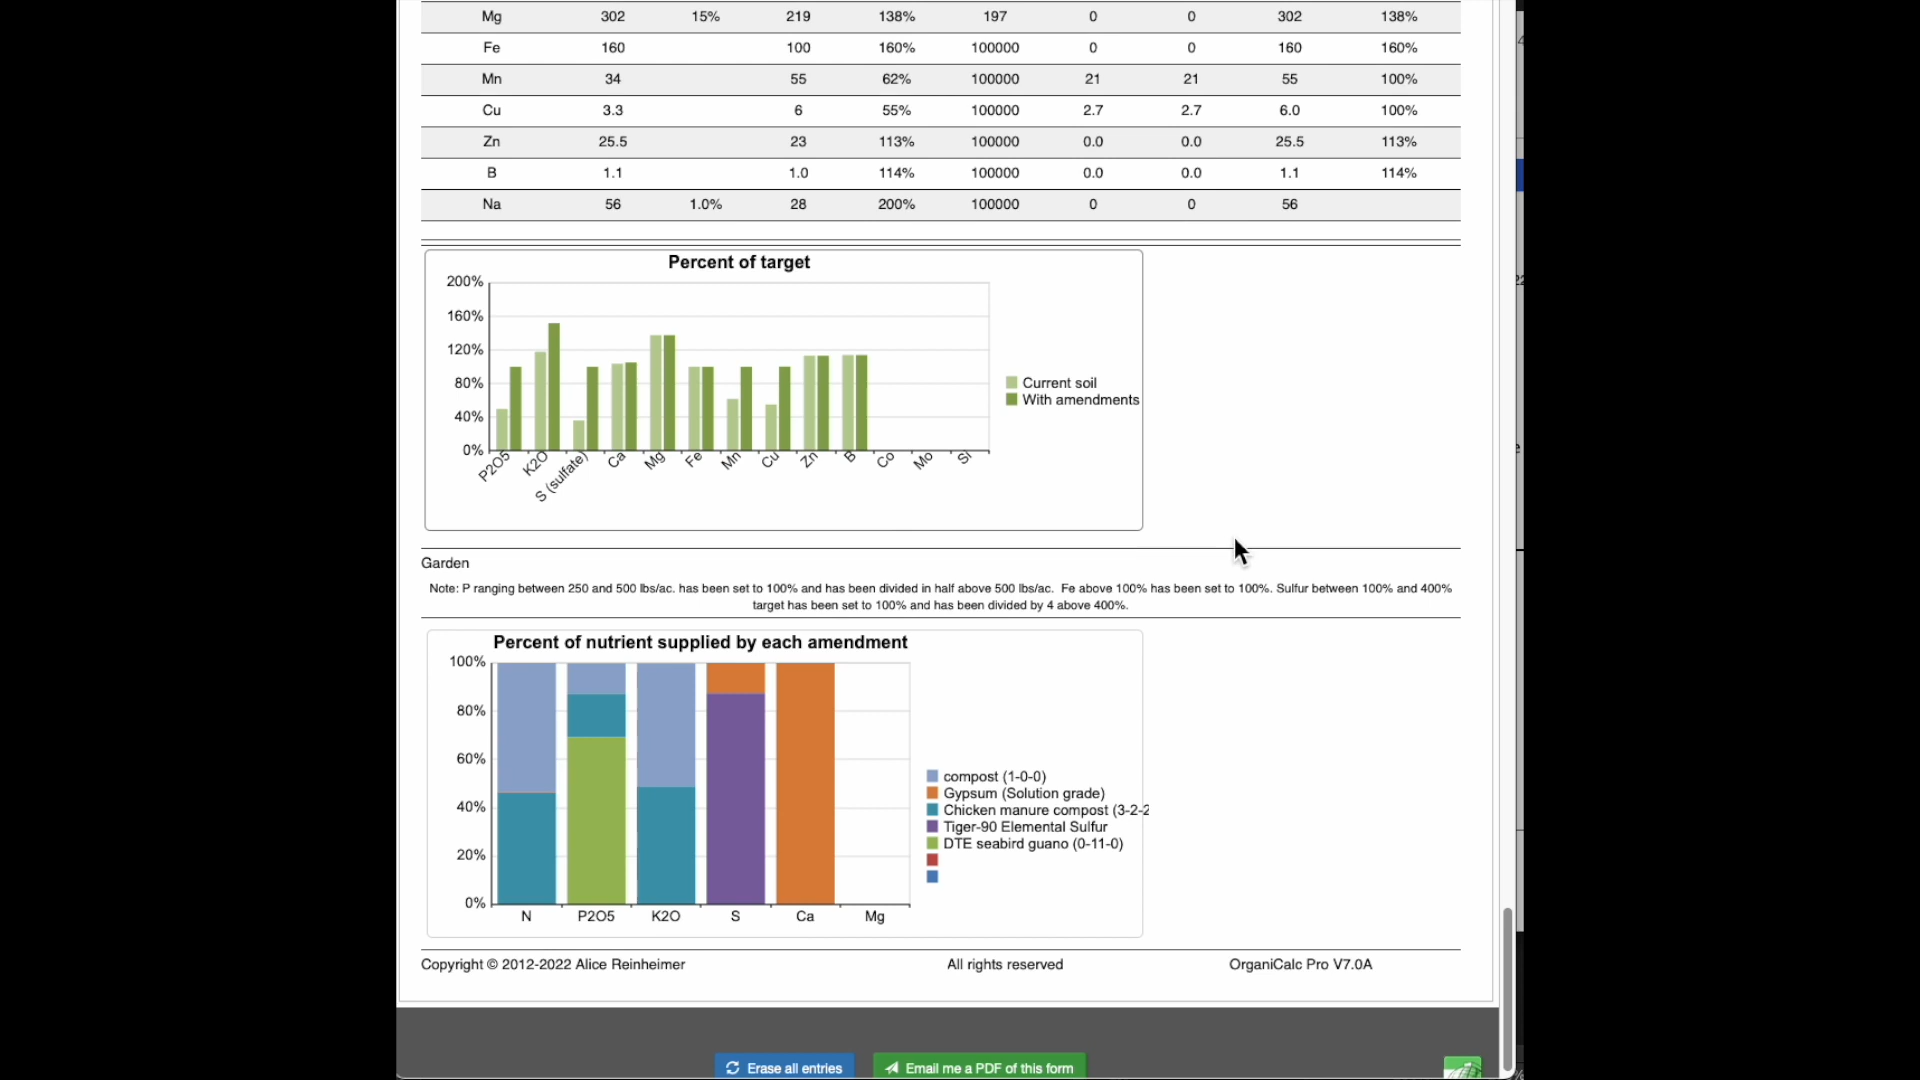 Mg 302 15% 219 138% 197 0 0 302 138%
Fe 160 100 160% 100000 0 0 160 160%
Mn 34 55 62% 100000 21 21 55 100%
Cu 3.3 6 55% 100000 2.7 2.7 6.0 100%
Zn 25.5 23 113% 100000 0.0 0.0 25.5 113%
B 1.1 1.0 114% 100000 0.0 0.0 1.1 114%
Na 56 1.0% 28 200% 100000 0 0 56
Percent of target
200%
160%
120%
80%
40%
0%
P2O5 K2O S (sulfate) Ca Mg Fe Mn Cu Zn B Co Mo Si
Current soil
With amendments
Garden
Note: P ranging between 250 and 500 lbs/ac. has been set to 100% and has been divided in half above 500 lbs/ac. Fe above 100% has been set to 100%. Sulfur between 100% and 400%
target has been set to 100% and has been divided by 4 above 400%.
Percent of nutrient supplied by each amendment
100%
80%
60%
40%
20%
0%
N P2O5 K2O S Ca Mg
compost (1-0-0)
Gypsum (Solution grade)
Chicken manure compost (3-2-2
Tiger-90 Elemental Sulfur
DTE seabird guano (0-11-0)
Copyright © 2012-2022 Alice Reinheimer All rights reserved OrganiCalc Pro V7.0A
Erase all entries Email me a PDF of this form